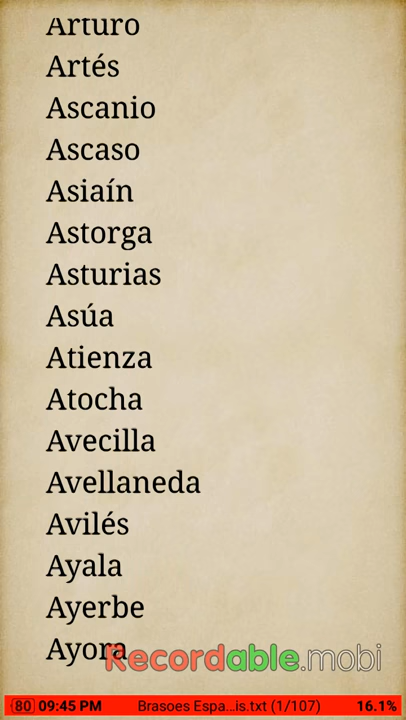 Arturo
Artés
Ascanio
Ascaso
Asiaín
Astorga
Asturias
Asúa
Atienza
Atocha
Avecilla
Avellaneda
Avilés
Ayala
Ayerbe
Ayora
Recordable.mobi
80 09:45 PM Brasoes Espa...is.txt (1/107) 16.1%